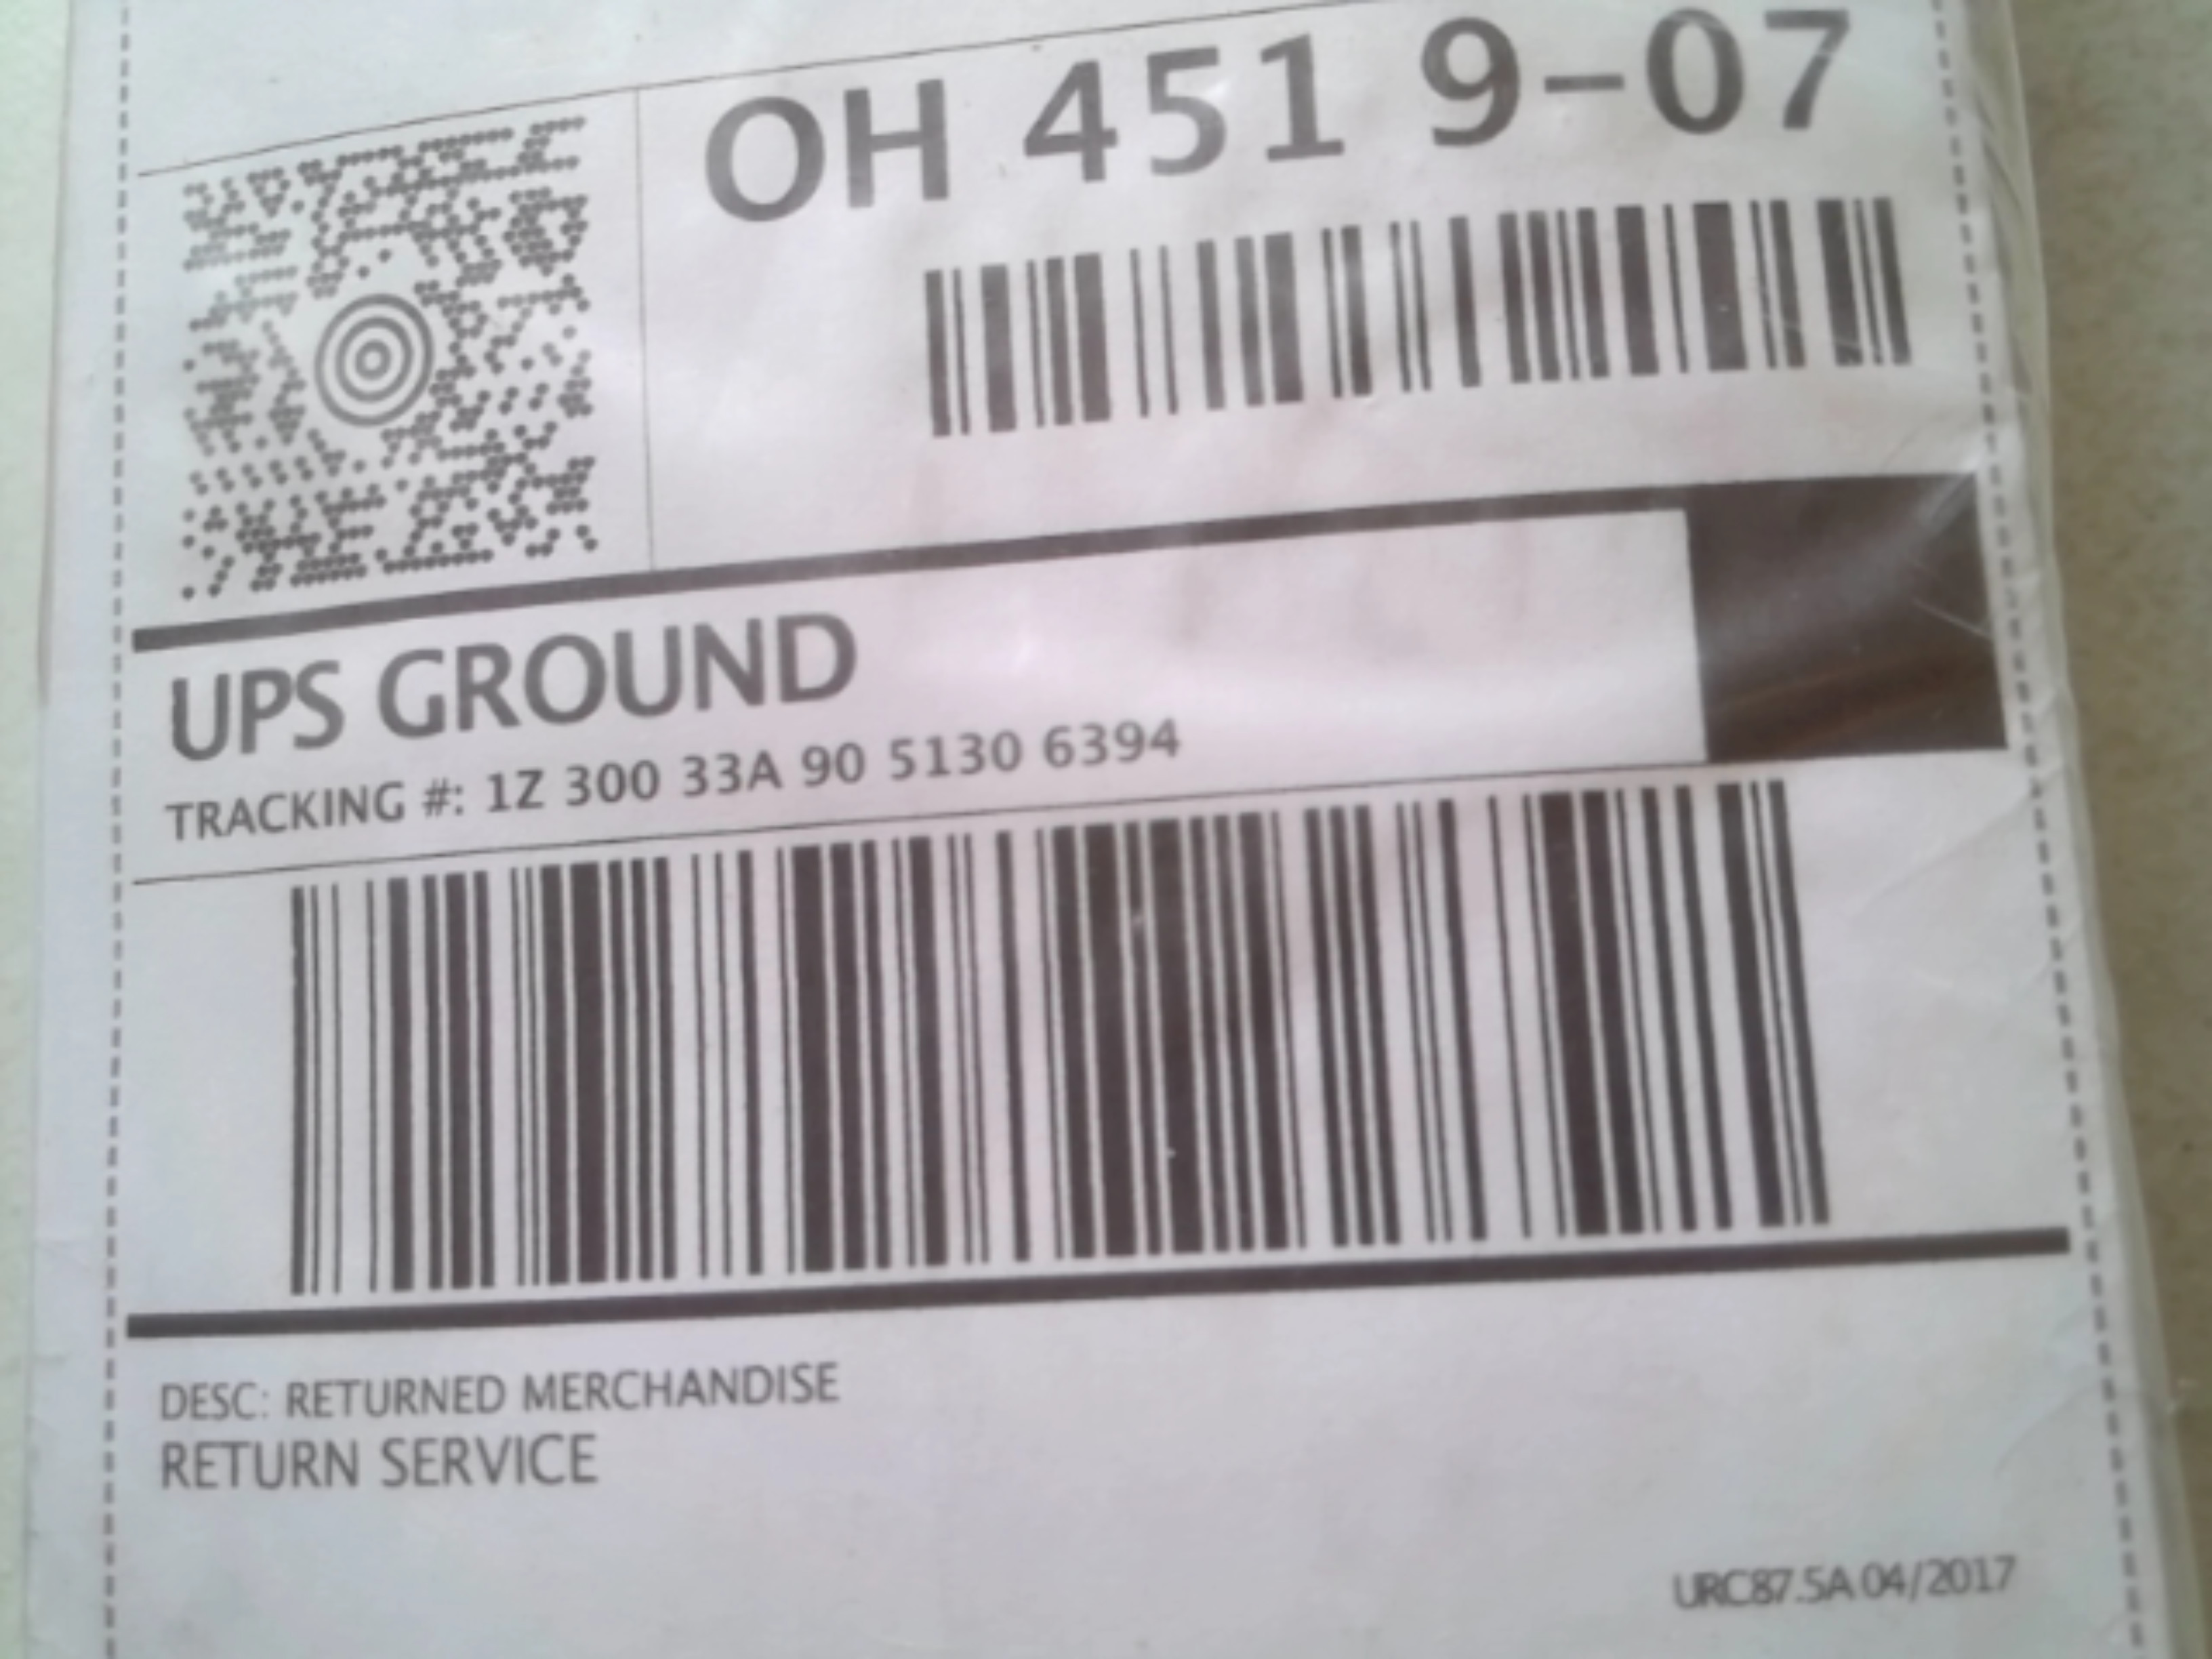 OH 451 9-07
UPS GROUND
TRACKING #: 1Z 300 33A 90 5130 6394
DESC: RETURNED MERCHANDISE
RETURN SERVICE
URC87.5A 04/2017